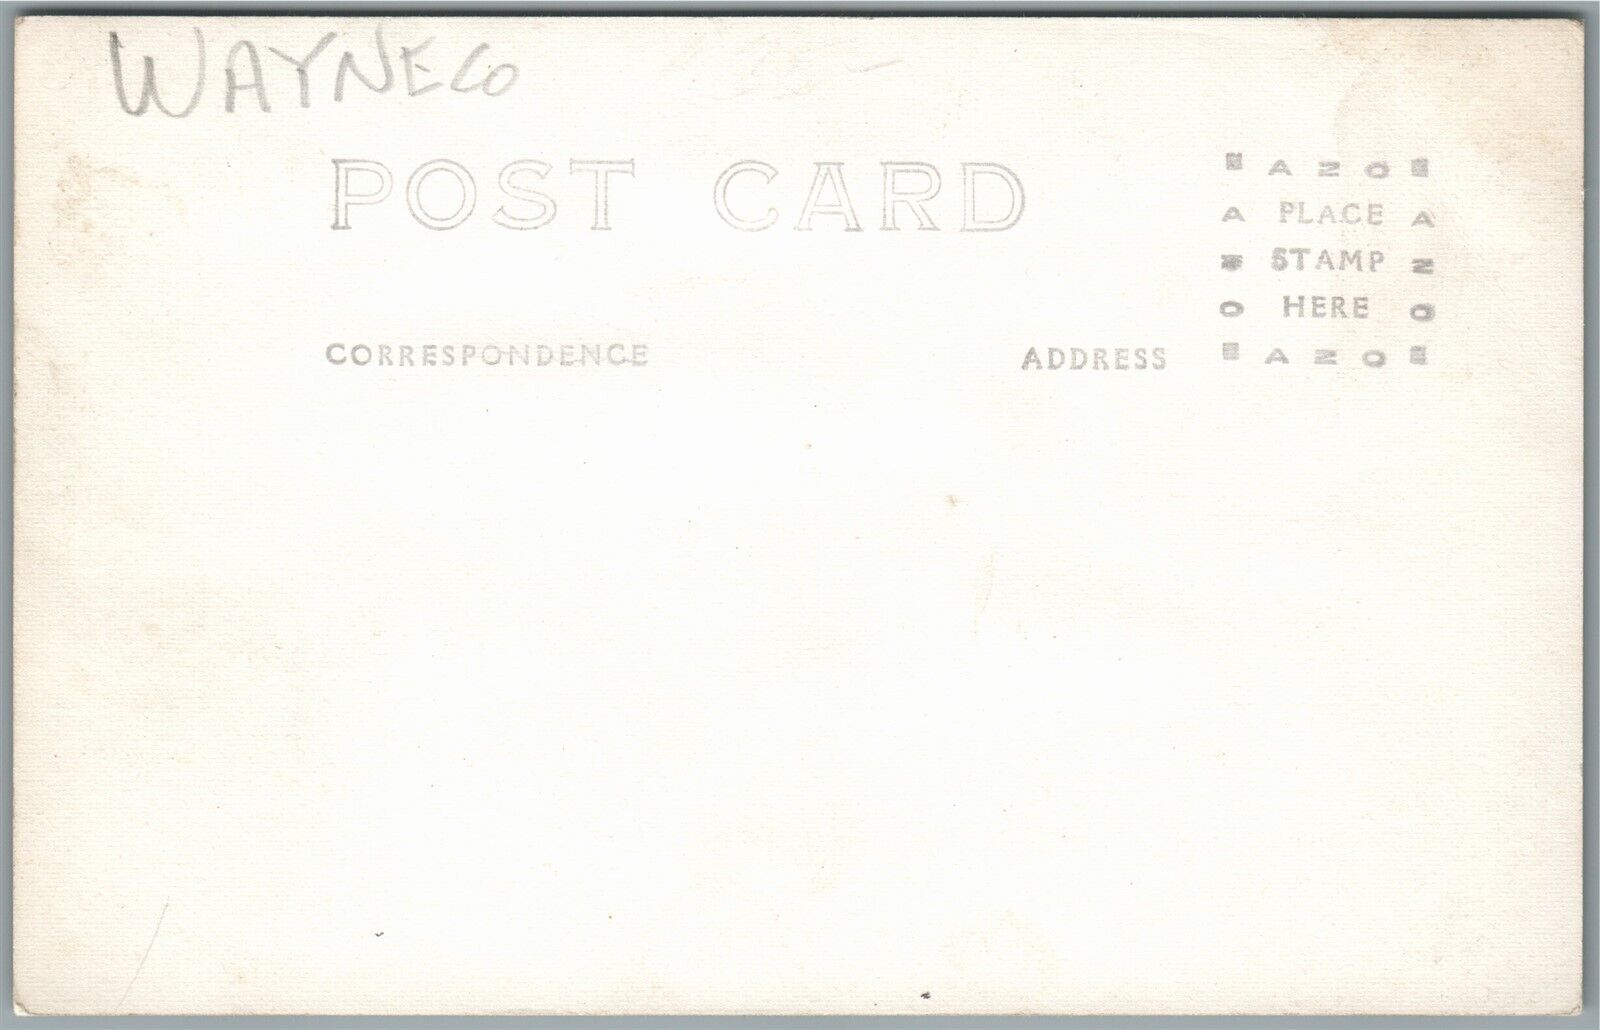 WAYNE CO
POST CARD
AZO
A PLACE A
N STAMP N
O HERE O
CORRESPONDENCE
ADDRESS
AZO